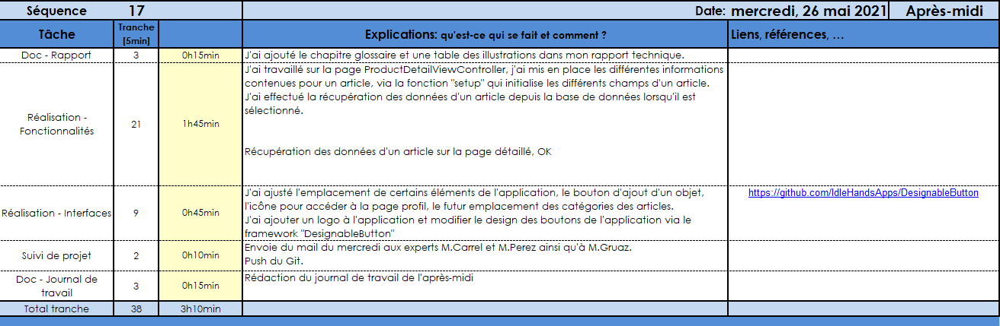 Séquence 17 Date: mercredi, 26 mai 2021 Après-midi
Tâche Tranche [5min] Explications: qu'est-ce qui se fait et comment ? Liens, références, ...
Doc - Rapport 3 0h15min J'ai ajouté le chapitre glossaire et une table des illustrations dans mon rapport technique.
Réalisation -
Fonctionnalités
21
1h45min
J'ai travaillé sur la page ProductDetailViewController, j'ai mis en place les différentes informations
contenues pour un article, via la fonction "setup" qui initialise les différents champs d'un article.
J'ai effectué la récupération des données d'un article depuis la base de données lorsqu'il est
sélectionné.
Récupération des données d'un article sur la page détaillé, OK
Réalisation - Interfaces
9
0h45min
J'ai ajusté l'emplacement de certains éléments de l'application, le bouton d'ajout d'un objet,
l'icône pour accéder à la page profil, le futur emplacement des catégories des articles.
J'ai ajouter un logo à l'application et modifier le design des boutons de l'application via le
framework "DesignableButton"
https://github.com/IdleHandsApps/DesignableButton
Suivi de projet
2
0h10min
Envoie du mail du mercredi aux experts M.Carrel et M.Perez ainsi qu'à M.Gruaz.
Push du Git.
Doc - Journal de
travail
3
0h15min
Rédaction du journal de travail de l'après-midi
Total tranche 38 3h10min